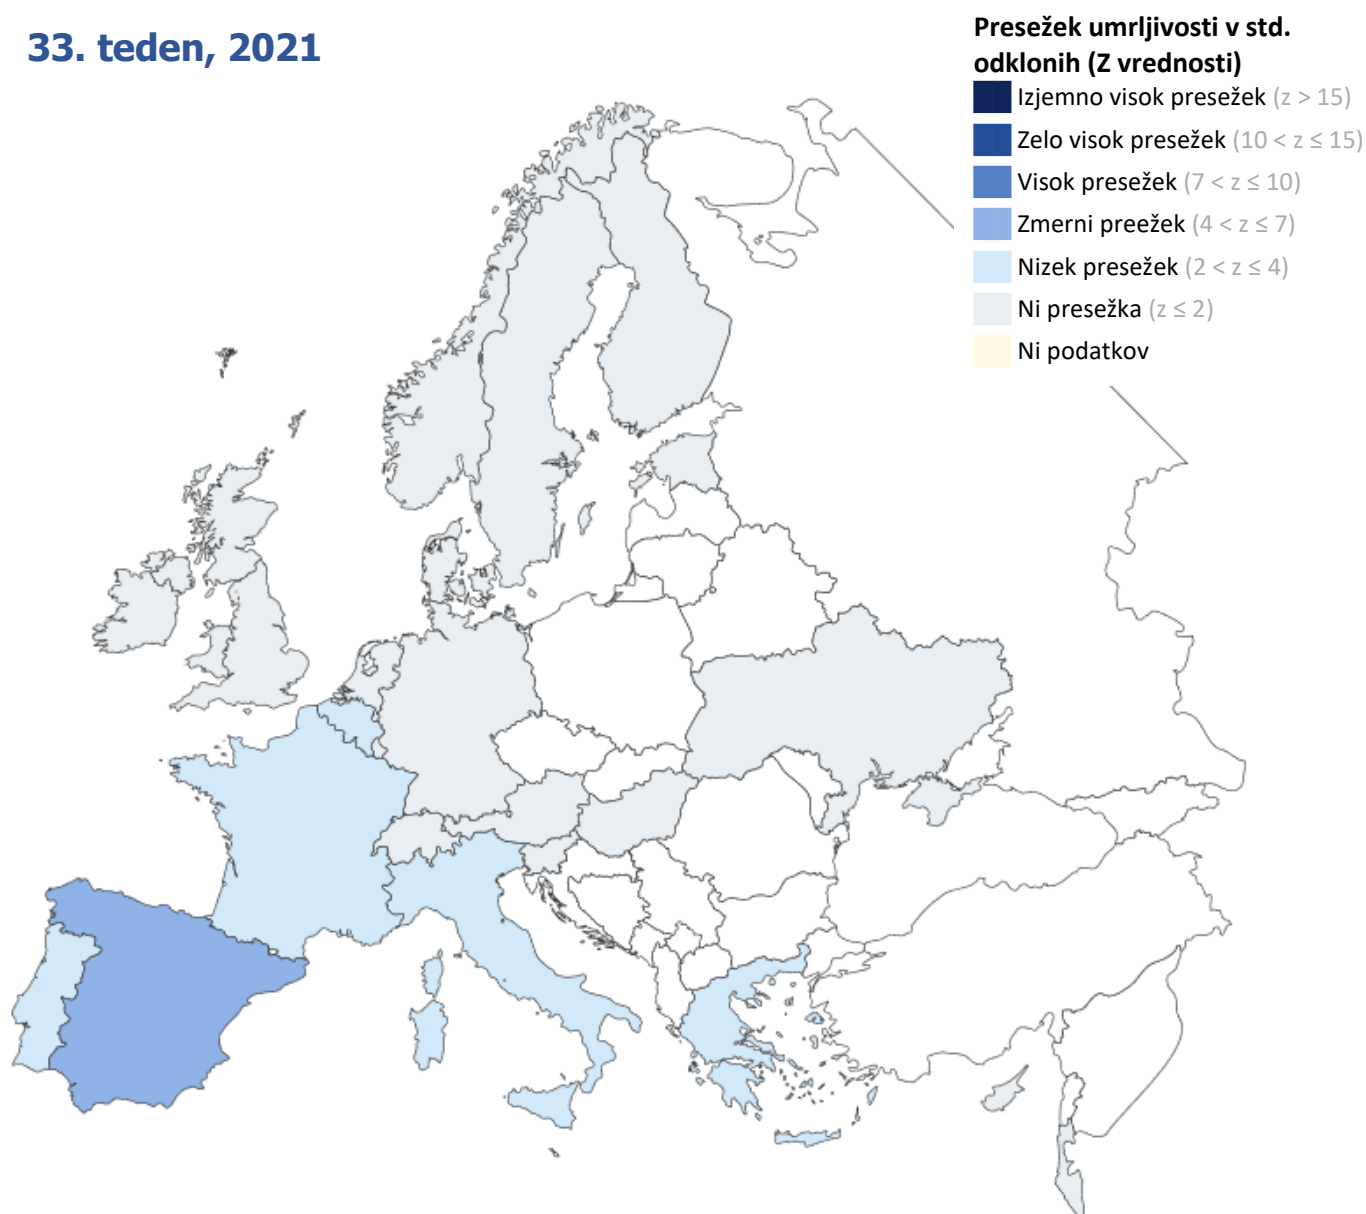 33. teden, 2021
Presežek umrljivosti v std.
odklonih (Z vrednosti)
Izjemno visok presežek (z > 15)
Zelo visok presežek (10 < z ≤ 15)
Visok presežek (7 < z ≤ 10)
Zmerni preežek (4 < z ≤ 7)
Nizek presežek (2 < z ≤ 4)
Ni presežka (z ≤ 2)
Ni podatkov